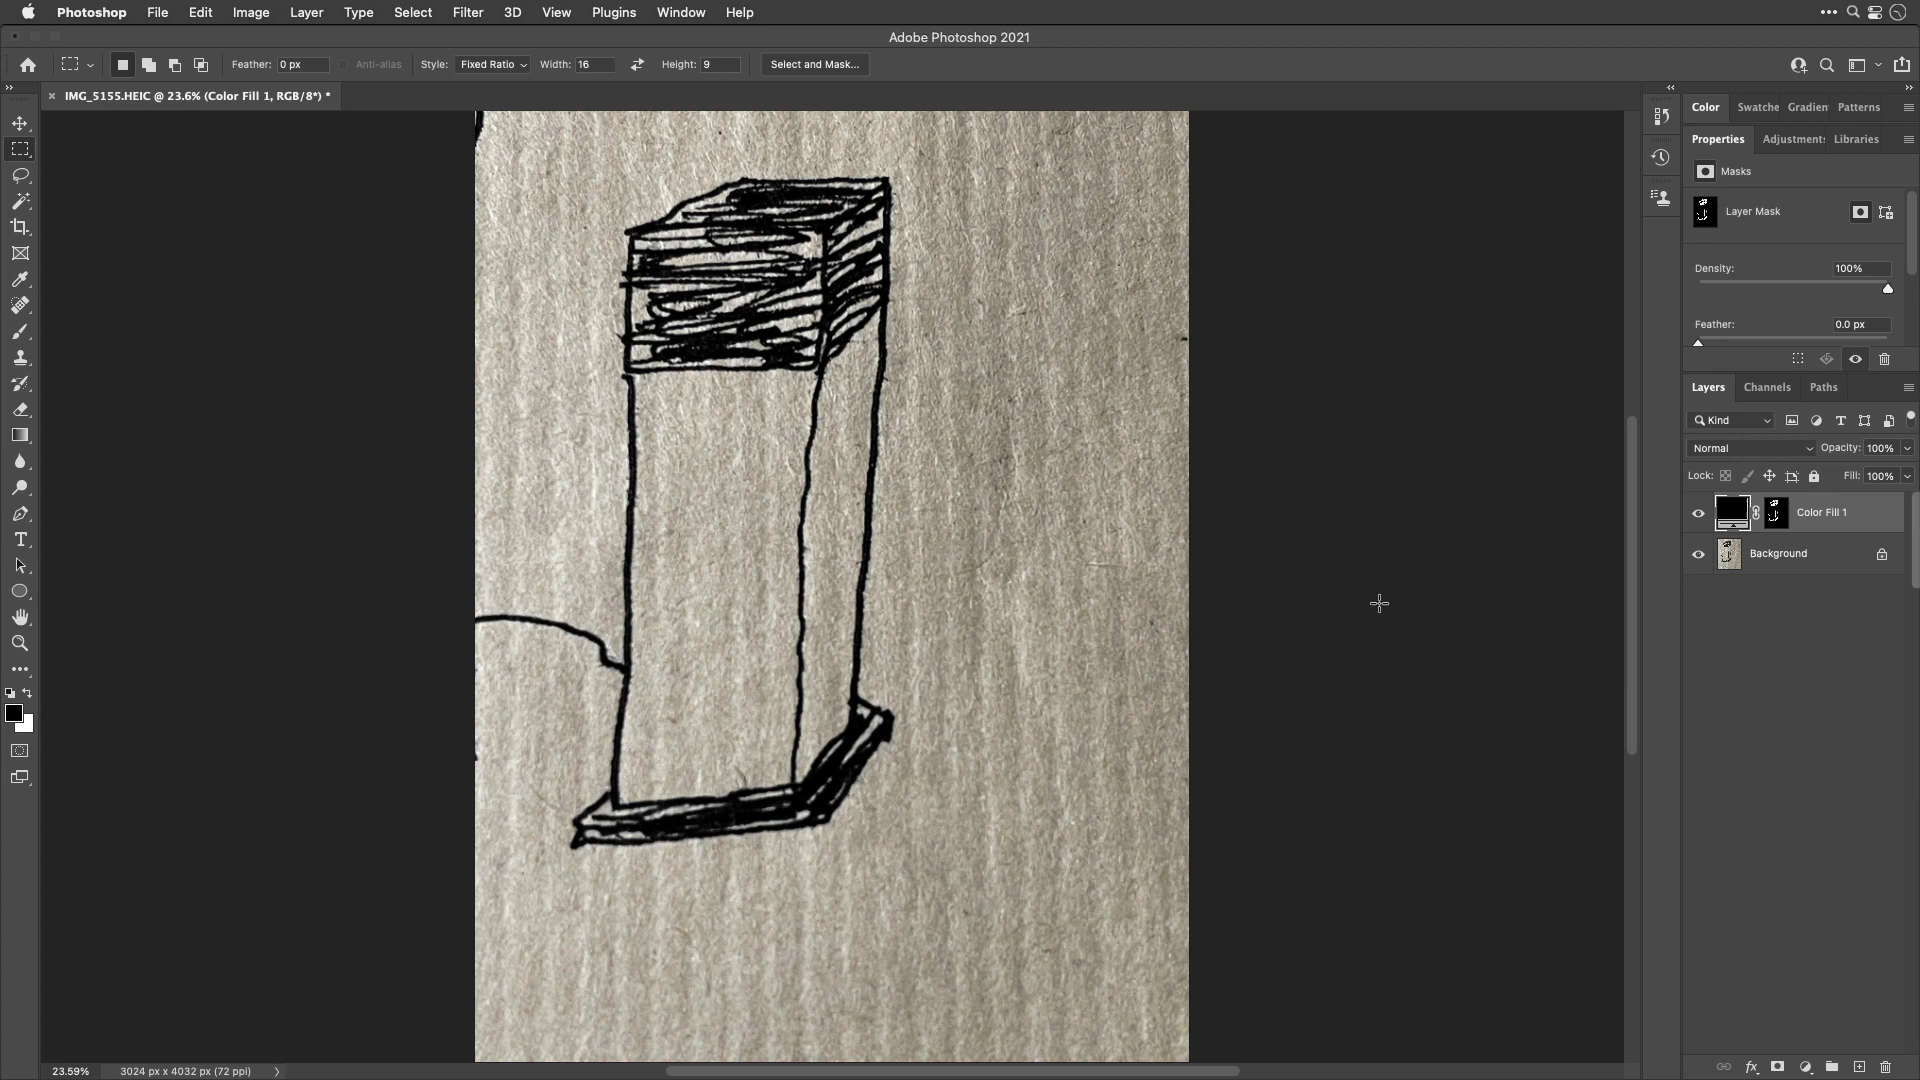 Photoshop File Edit Image Layer Type Select Filter 3D View Plugins Window Help
Adobe Photoshop 2021
Feather: 0 px Anti-alias Style: Fixed Ratio Width: 16 Height: 9 Select and Mask...
IMG_5155.HEIC @ 23.6% (Color Fill 1, RGB/8*) *
Color Swatche Gradien Patterns
Properties Adjustments Libraries
Masks
Layer Mask
Density: 100%
Feather: 0.0 px
Layers Channels Paths
Kind
Normal Opacity: 100%
Lock: Fill: 100%
Color Fill 1
Background
23.59% 3024 px x 4032 px (72 ppi)